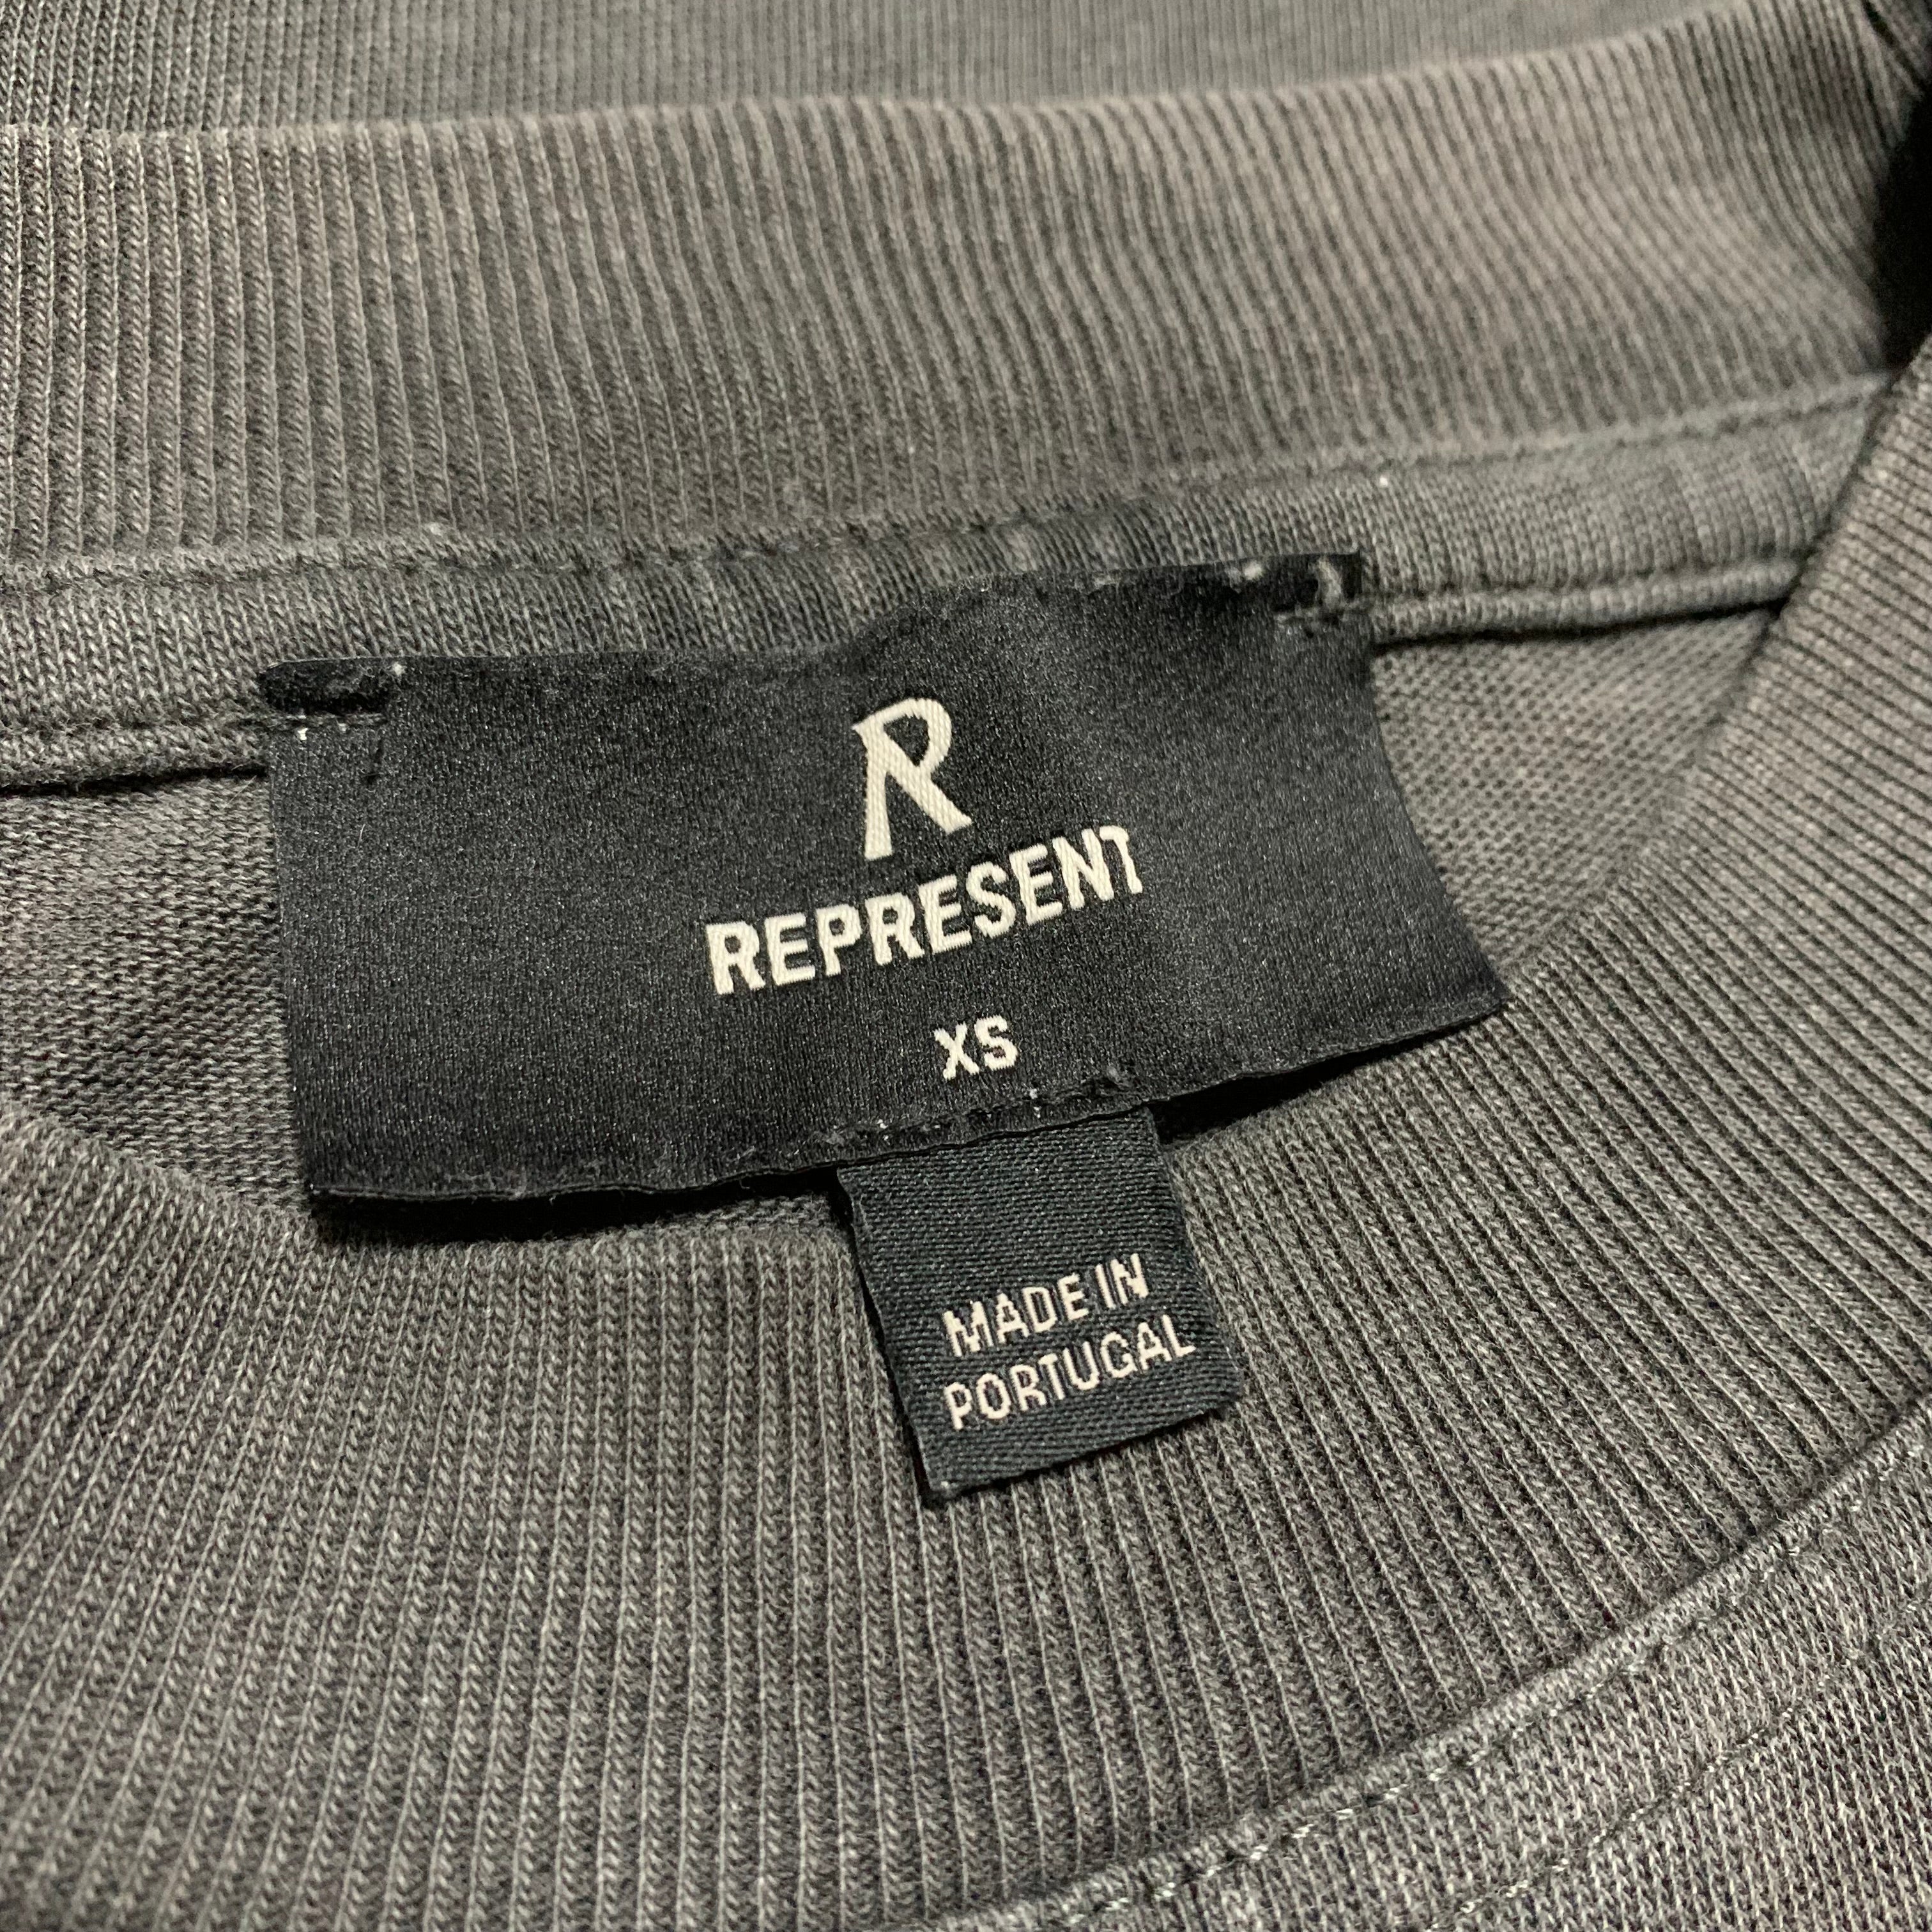 R
REPRESENT
XS
MADE IN
PORTUGAL